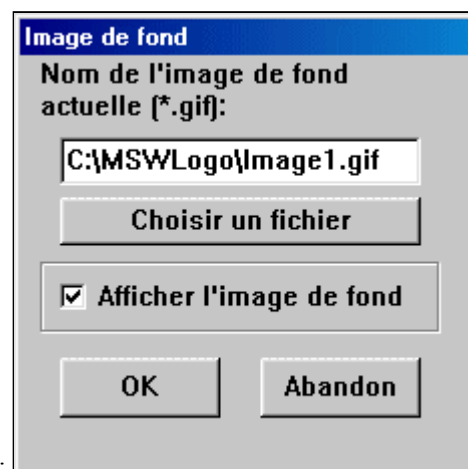 Image de fond
Nom de l'image de fond
actuelle (*.gif):
C:\MSWLogo\Image1.gif
Choisir un fichier
Afficher l'image de fond
OK Abandon
.